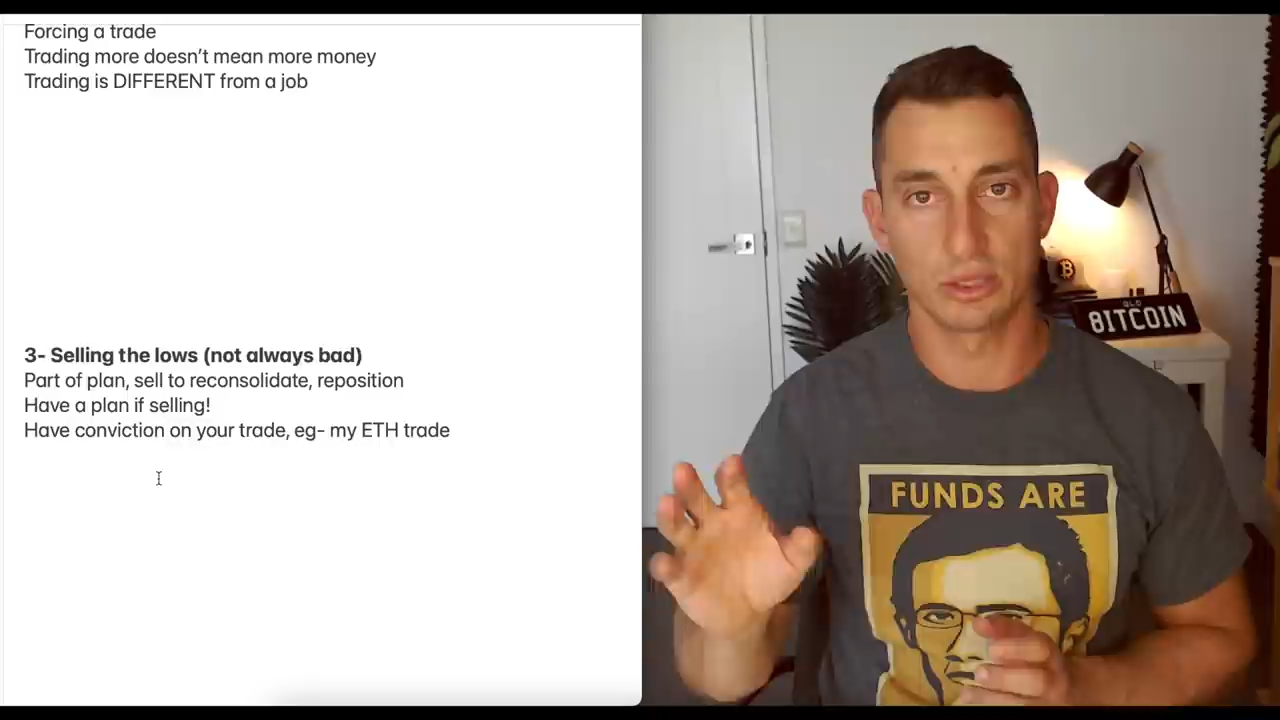 Forcing a trade
Trading more doesn’t mean more money
Trading is DIFFERENT from a job
3- Selling the lows (not always bad)
Part of plan, sell to reconsolidate, reposition
Have a plan if selling!
Have conviction on your trade, eg- my ETH trade
QLD
8ITCOIN
FUNDS ARE